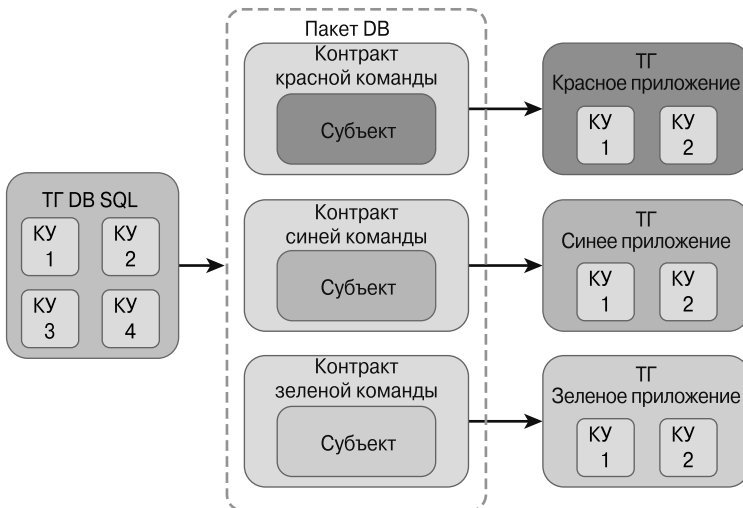 ТГ DB SQL
КУ
1
КУ
2
КУ
3
КУ
4
Пакет DB
Контракт
красной команды
Субъект
Контракт
синей команды
Субъект
Контракт
зеленой команды
Субъект
ТГ
Красное приложение
КУ
1
КУ
2
ТГ
Синее приложение
КУ
1
КУ
2
ТГ
Зеленое приложение
КУ
1
КУ
2